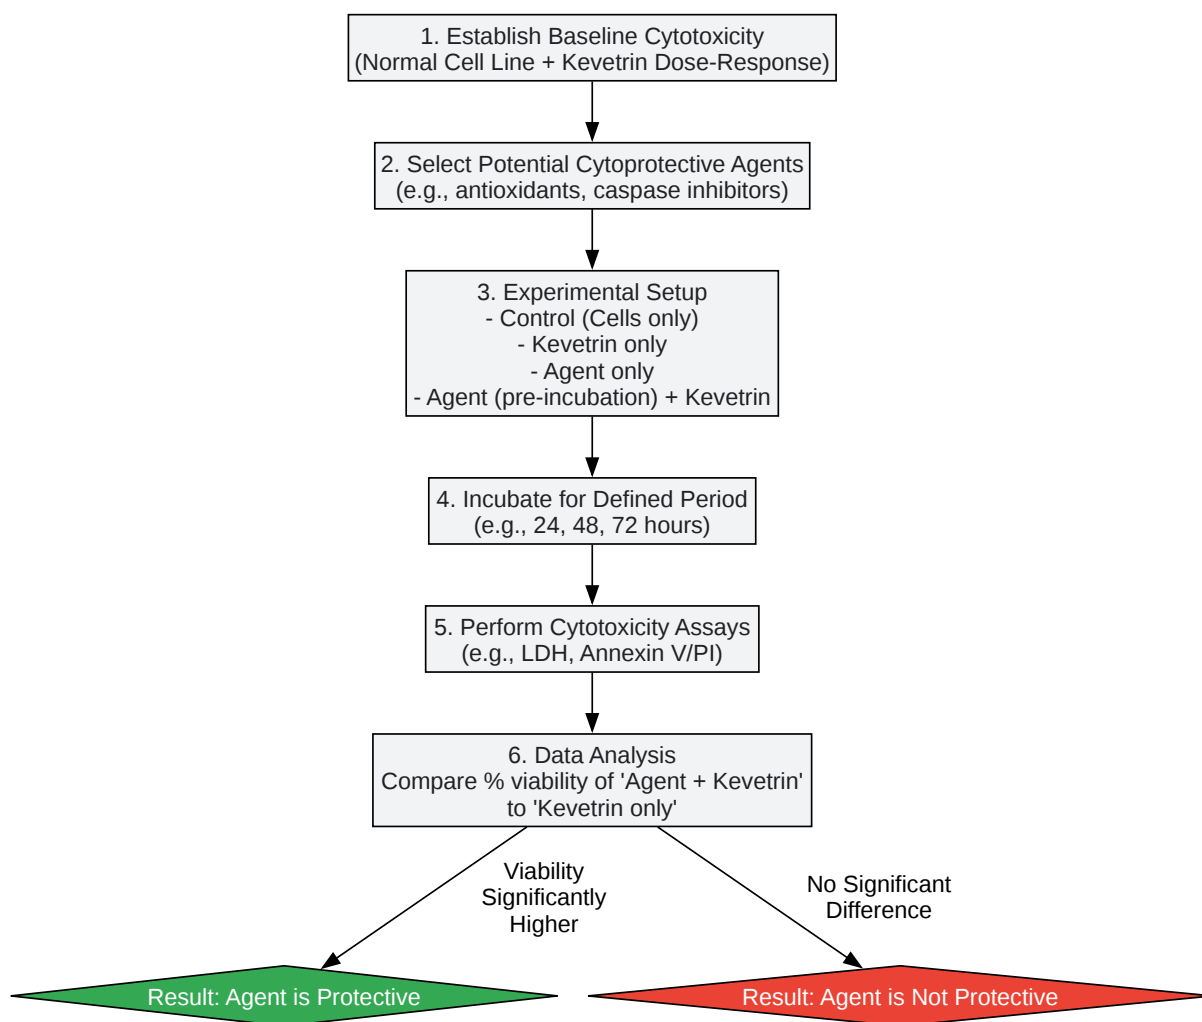 1. Establish Baseline Cytotoxicity
(Normal Cell Line + Kevetrin Dose-Response)
2. Select Potential Cytoprotective Agents
(e.g., antioxidants, caspase inhibitors)
3. Experimental Setup
- Control (Cells only)
- Kevetrin only
- Agent only
- Agent (pre-incubation) + Kevetrin
4. Incubate for Defined Period
(e.g., 24, 48, 72 hours)
5. Perform Cytotoxicity Assays
(e.g., LDH, Annexin V/PI)
6. Data Analysis
Compare % viability of 'Agent + Kevetrin'
to 'Kevetrin only'
Viability
Significantly
Higher
No Significant
Difference
Result: Agent is Protective
Result: Agent is Not Protective